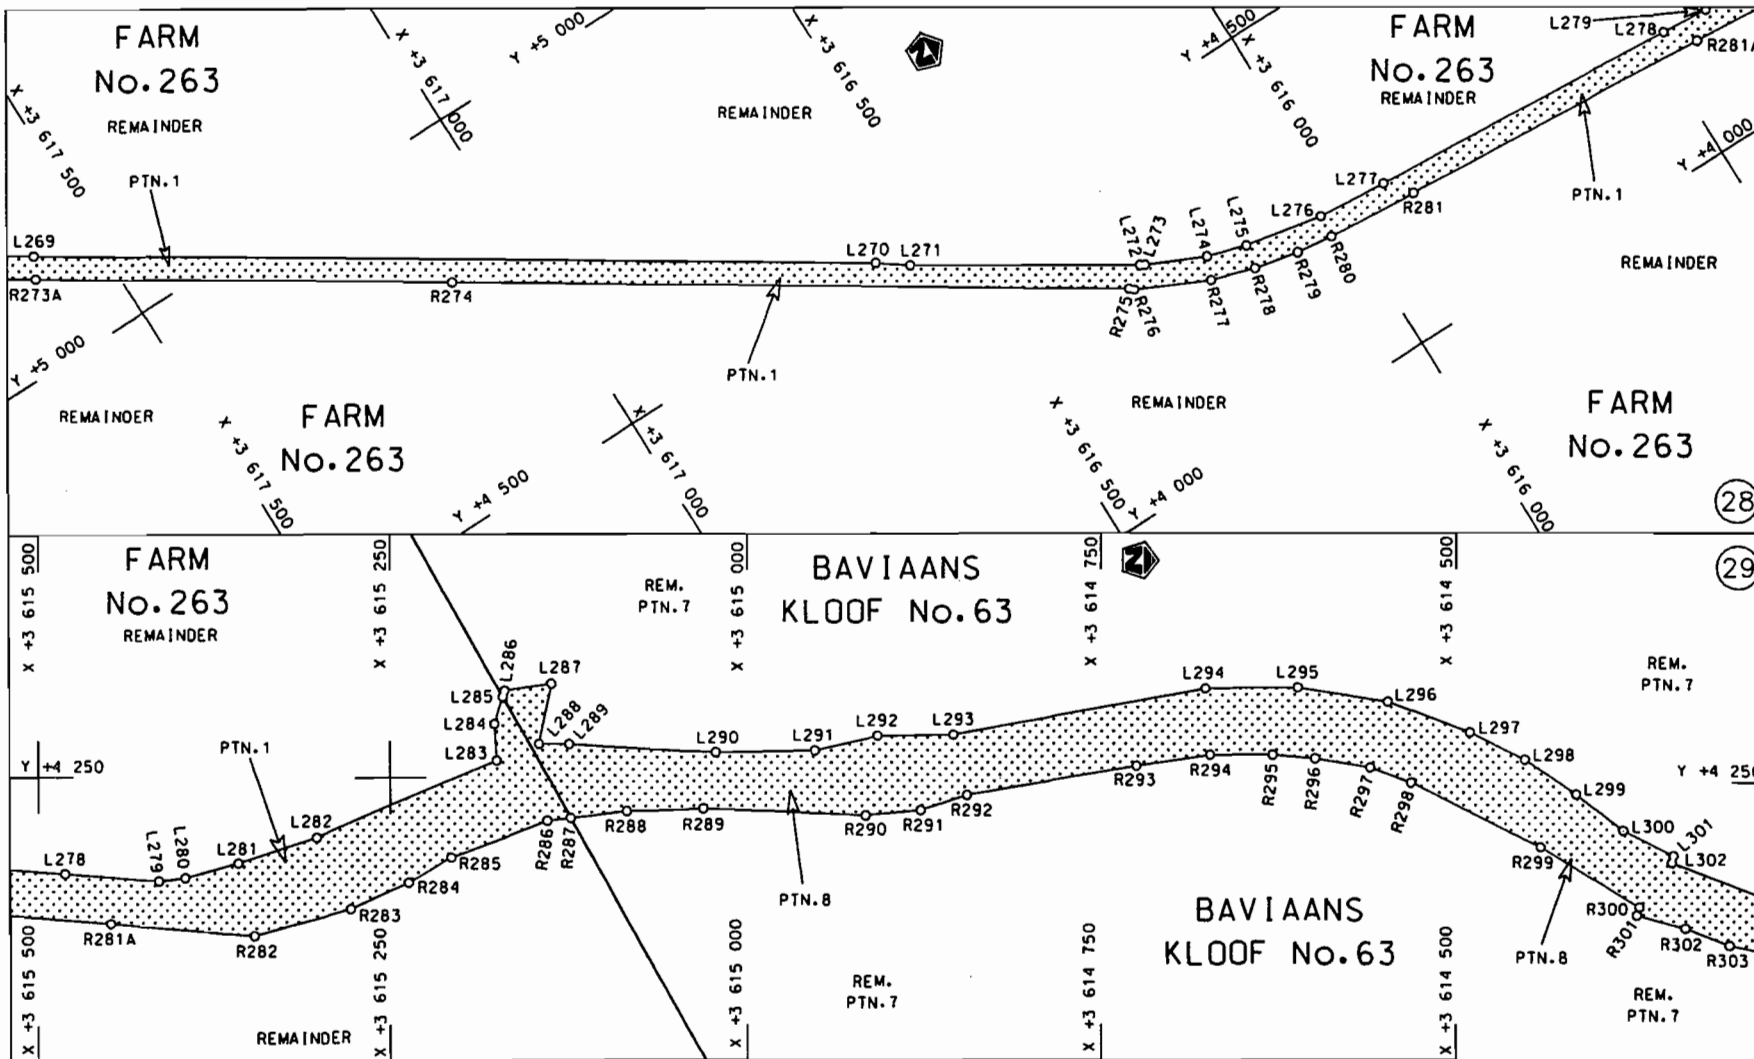 FARM
No.263
REMAINDER
X +3 617 500
X +3 617 000
Y +5 000
X +3 616 500
REMAINDER
N
Y +4 500
X +3 616 000
FARM
No.263
REMAINDER
L279
L278
R281A
Y +4 000
PTN.1
PTN.1
L269
R273A
R274
L270
L271
L272
L273
L274
L275
L276
L277
R281
R280
R279
R278
R277
R276
R275
REMAINDER
PTN.1
Y +5 000
REMAINDER
FARM
No.263
X +3 617 500
Y +4 500
X +3 617 000
REMAINDER
X +3 616 500
Y +4 000
X +3 616 000
FARM
No.263
28
X +3 615 500
FARM
No.263
REMAINDER
X +3 615 250
REM.
PTN.7
X +3 615 000
BAVIAANS
KLOOF No.63
X +3 614 750
N
X +3 614 500
29
REM.
PTN.7
L286
L287
L285
L284
L283
L288
L289
L290
L291
L292
L293
L294
L295
L296
L297
L298
L299
L300
L301
L302
Y +4 250
Y +4 250
PTN.1
L278
L279
L280
L281
L282
R281A
R282
R283
R284
R285
R286
R287
R288
R289
R290
R291
R292
R293
R294
R295
R296
R297
R298
R299
R300
R301
R302
R303
PTN.8
PTN.8
BAVIAANS
KLOOF No.63
X +3 615 500
REMAINDER
X +3 615 250
X +3 615 000
REM.
PTN.7
X +3 614 750
X +3 614 500
REM.
PTN.7